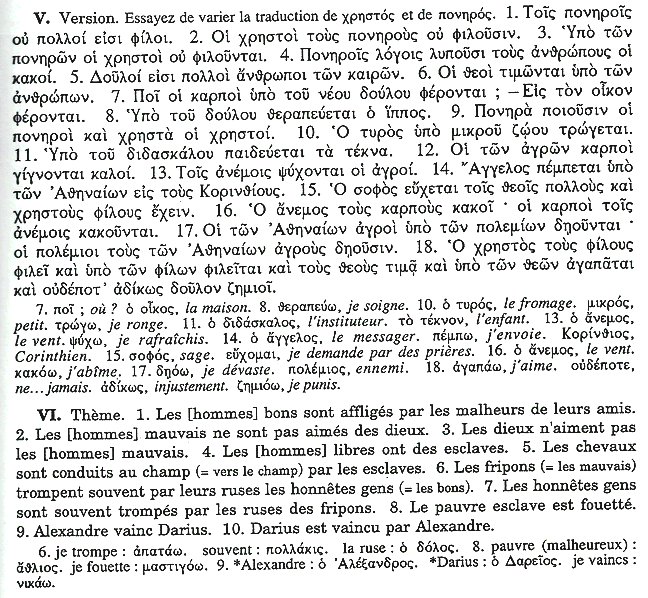 V. Version. Essayez de varier la traduction de χρηστός et de πονηρός. 1. Τοῖς πονηροῖς
οὐ πολλοί εἰσι φίλοι. 2. Οἱ χρηστοὶ τοὺς πονηροὺς οὐ φιλοῦσιν. 3. Ὑπὸ τῶν
πονηρῶν οἱ χρηστοὶ οὐ φιλοῦνται. 4. Πονηροῖς λόγοις λυποῦσι τοὺς ἀνθρώπους οἱ
κακοί. 5. Δοῦλοί εἰσι πολλοὶ ἄνθρωποι τῶν καιρῶν. 6. Οἱ θεοὶ τιμῶνται ὑπὸ τῶν
ἀνθρώπων. 7. Ποῖ οἱ καρποὶ ὑπὸ τοῦ νέου δούλου φέρονται ; – Εἰς τὸν οἶκον
φέρονται. 8. Ὑπὸ τοῦ δούλου θεραπεύεται ὁ ἵππος. 9. Πονηρὰ ποιοῦσιν οἱ
πονηροὶ καὶ χρηστὰ οἱ χρηστοί. 10. Ὁ τυρὸς ὑπὸ μικροῦ ζῴου τρώγεται.
11. Ὑπὸ τοῦ διδασκάλου παιδεύεται τὰ τέκνα. 12. Οἱ τῶν ἀγρῶν καρποὶ
γίγνονται καλοί. 13. Τοῖς ἀνέμοις ψύχονται οἱ ἀγροί. 14. Ἄγγελος πέμπεται ὑπὸ
τῶν Ἀθηναίων εἰς τοὺς Κορινθίους. 15. Ὁ σοφὸς εὔχεται τοῖς θεοῖς πολλοὺς καὶ
χρηστοὺς φίλους ἔχειν. 16. Ὁ ἄνεμος τοὺς καρποὺς κακοῖ · οἱ καρποὶ τοῖς
ἀνέμοις κακοῦνται. 17. Οἱ τῶν Ἀθηναίων ἀγροὶ ὑπὸ τῶν πολεμίων δηοῦνται ·
οἱ πολέμιοι τοὺς τῶν Ἀθηναίων ἀγροὺς δηοῦσιν. 18. Ὁ χρηστὸς τοὺς φίλους
φιλεῖ καὶ ὑπὸ τῶν φίλων φιλεῖται καὶ τοὺς θεοὺς τιμᾷ καὶ ὑπὸ τῶν θεῶν ἀγαπᾶται
καὶ οὐδέποτ' ἀδίκως δοῦλον ζημιοῖ.
7. ποῖ ; où ? ὁ οἶκος, la maison. 8. θεραπεύω, je soigne. 10. ὁ τυρός, le fromage. μικρός,
petit. τρώγω, je ronge. 11. ὁ διδάσκαλος, l'instituteur. τὸ τέκνον, l'enfant. 13. ὁ ἄνεμος,
le vent. ψύχω, je rafraîchis. 14. ὁ ἄγγελος, le messager. πέμπω, j'envoie. Κορίνθιος,
Corinthien. 15. σοφός, sage. εὔχομαι, je demande par des prières. 16. ὁ ἄνεμος, le vent.
κακόω, j'abîme. 17. δηόω, je dévaste. πολέμιος, ennemi. 18. ἀγαπάω, j'aime. οὐδέποτε,
ne...jamais. ἀδίκως, injustement. ζημιόω, je punis.
VI. Thème. 1. Les [hommes] bons sont affligés par les malheurs de leurs amis.
2. Les [hommes] mauvais ne sont pas aimés des dieux. 3. Les dieux n'aiment pas
les [hommes] mauvais. 4. Les [hommes] libres ont des esclaves. 5. Les chevaux
sont conduits au champ (= vers le champ) par les esclaves. 6. Les fripons (= les mauvais)
trompent souvent par leurs ruses les honnêtes gens (= les bons). 7. Les honnêtes gens
sont souvent trompés par les ruses des fripons. 8. Le pauvre esclave est fouetté.
9. Alexandre vainc Darius. 10. Darius est vaincu par Alexandre.
6. je trompe : ἀπατάω. souvent : πολλάκις. la ruse : ὁ δόλος. 8. pauvre (malheureux) :
ἄθλιος. je fouette : μαστιγόω. 9. *Alexandre : ὁ Ἀλέξανδρος. *Darius : ὁ Δαρεῖος. je vaincs :
νικάω.